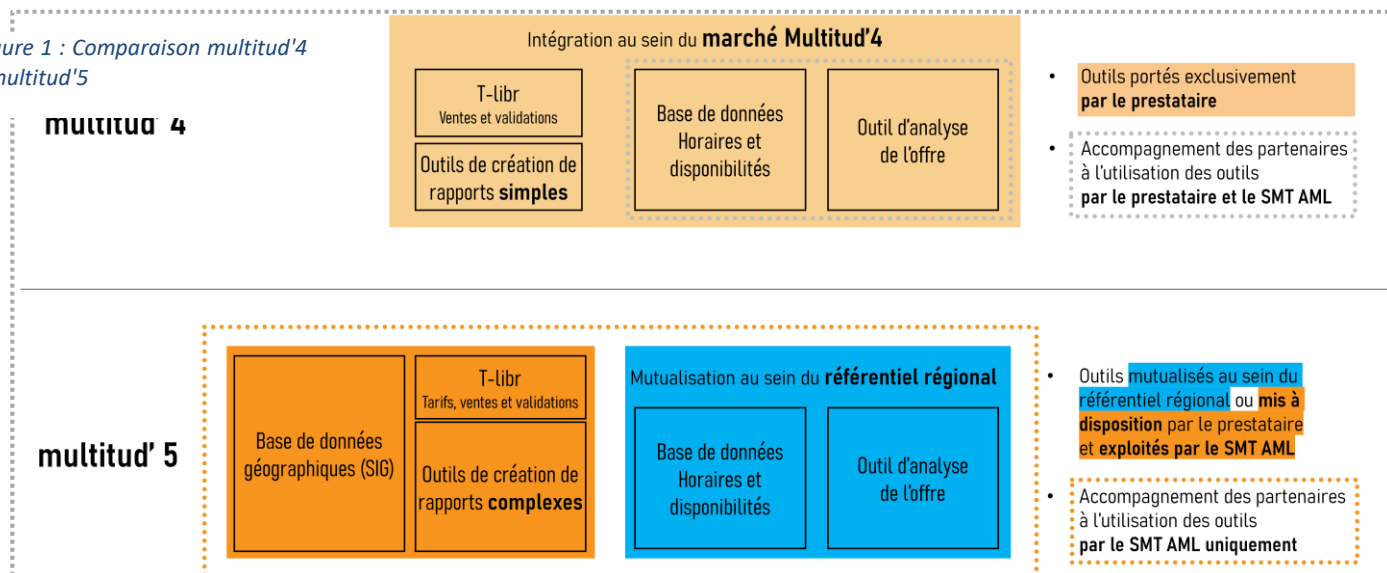 ure 1 : Comparaison multitud'4
multitud'5
multitud' 4
Intégration au sein du marché Multitud'4
T-libr
Ventes et validations
Outils de création de
rapports simples
Base de données
Horaires et
disponibilités
Outil d'analyse
de l'offre
• Outils portés exclusivement
par le prestataire
• Accompagnement des partenaires
à l'utilisation des outils
par le prestataire et le SMT AML
multitud' 5
Base de données
géographiques (SIG)
T-libr
Tarifs, ventes et validations
Outils de création de
rapports complexes
Mutualisation au sein du référentiel régional
Base de données
Horaires et
disponibilités
Outil d'analyse
de l'offre
• Outils mutualisés au sein du
référentiel régional ou mis à
disposition par le prestataire
et exploités par le SMT AML
• Accompagnement des partenaires
à l'utilisation des outils
par le SMT AML uniquement